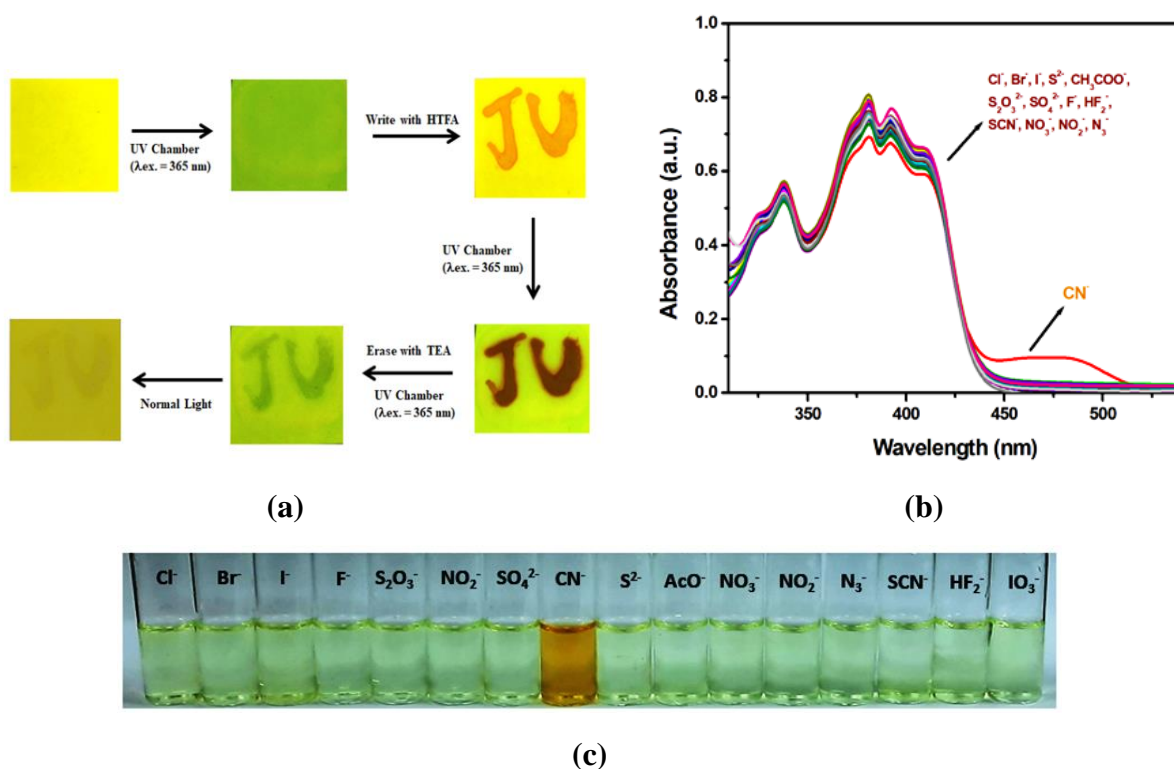 UV Chamber
(λex. = 365 nm)
Write with HTFA
JU
UV Chamber
(λex. = 365 nm)
JU
Erase with TEA
UV Chamber
(λex. = 365 nm)
JU
Normal Light
JU
(a)
Absorbance (a.u.)
1.0
0.8
0.6
0.4
0.2
0.0
350
400
450
500
Wavelength (nm)
Cl⁻, Br⁻, I⁻, S²⁻, CH₃COO⁻,
S₂O₃²⁻, SO₄²⁻, F⁻, HF₂⁻,
SCN⁻, NO₃⁻, NO₂⁻, N₃⁻
CN⁻
(b)
Cl⁻ Br⁻ I⁻ F⁻ S₂O₃⁻ NO₂⁻ SO₄²⁻ CN⁻ S²⁻ AcO⁻ NO₃⁻ NO₂⁻ N₃⁻ SCN⁻ HF₂⁻ IO₃⁻
(c)